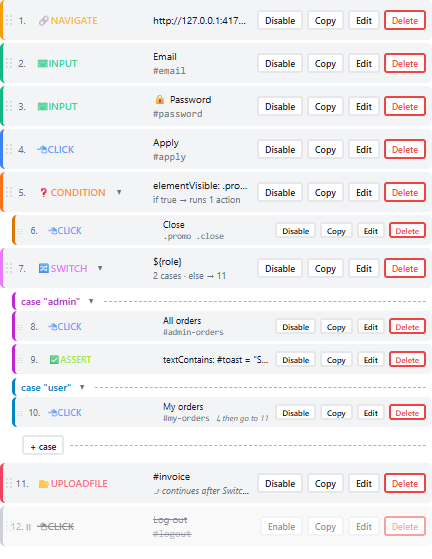 1. NAVIGATE http://127.0.0.1:417... Disable Copy Edit Delete
2. INPUT Email Disable Copy Edit Delete
#email
3. INPUT 🔒 Password Disable Copy Edit Delete
#password
4. CLICK Apply Disable Copy Edit Delete
#apply
5. CONDITION ▼ elementVisible: .pro... Disable Copy Edit Delete
if true → runs 1 action
6. CLICK Close Disable Copy Edit Delete
.promo .close
7. SWITCH ▼ ${role} Disable Copy Edit Delete
2 cases · else → 11
case "admin" ▼
8. CLICK All orders Disable Copy Edit Delete
#admin-orders
9. ASSERT textContains: #toast = "S... Disable Copy Edit Delete
case "user" ▼
10. CLICK My orders Disable Copy Edit Delete
#my-orders ↳ then go to 11
+ case
11. UPLOADFILE #invoice Disable Copy Edit Delete
⤾ continues after Switc...
12. ⏸ CLICK Log out Enable Copy Edit Delete
#logout